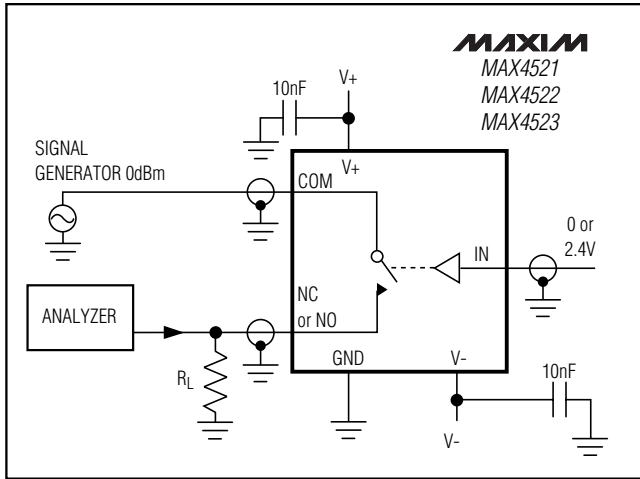 MAXIM
MAX4521
MAX4522
MAX4523
V+
10nF
SIGNAL
GENERATOR 0dBm
V+
COM
0 or
2.4V
IN
NC
or NO
ANALYZER
RL
GND
V-
10nF
V-